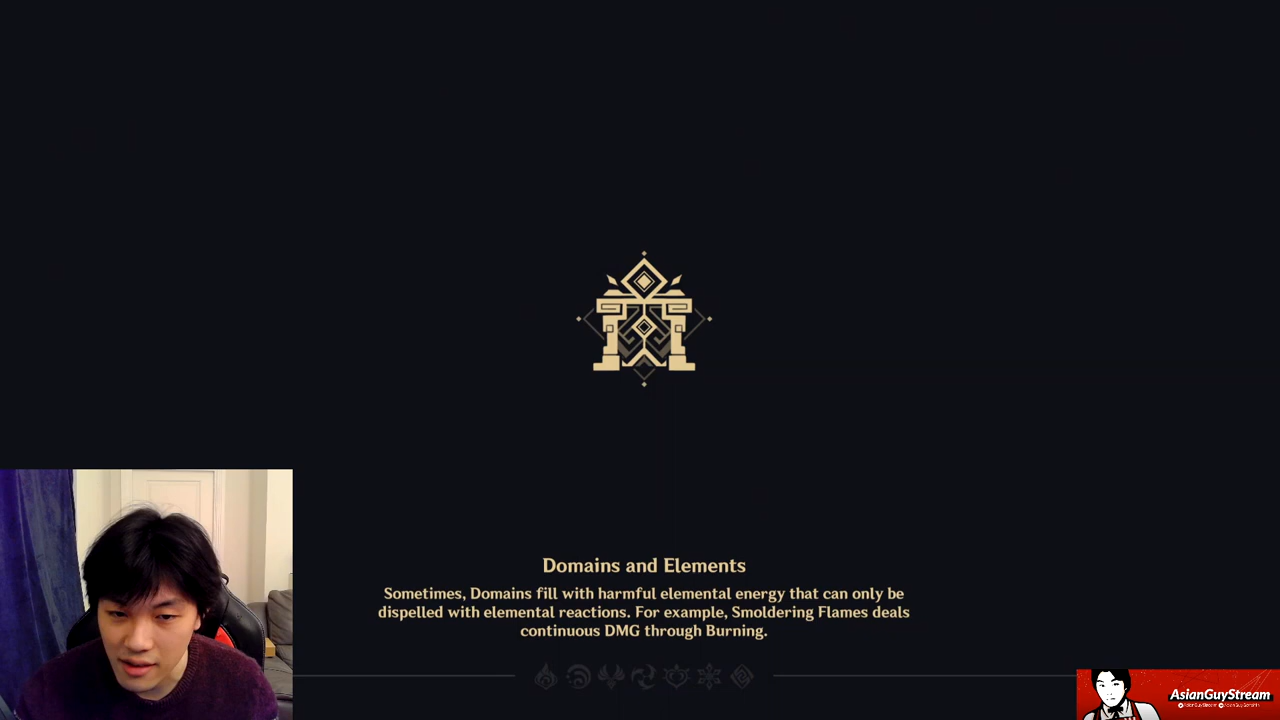 Domains and Elements
Sometimes, Domains fill with harmful elemental energy that can only be
dispelled with elemental reactions. For example, Smoldering Flames deals
continuous DMG through Burning.
AsianGuyStream